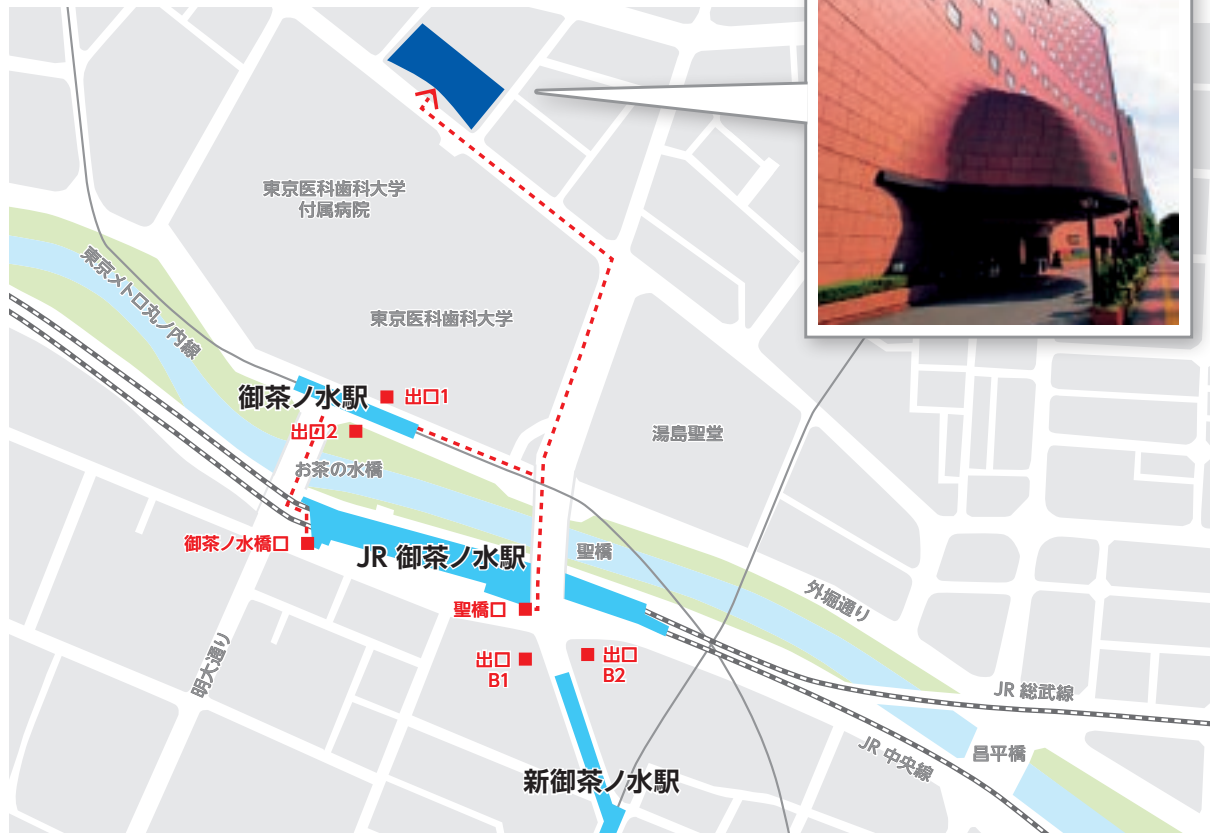 東京医科歯科大学
付属病院
東京メトロ丸ノ内線
東京医科歯科大学
御茶ノ水駅
出口1
出口2
湯島聖堂
お茶の水橋
御茶ノ水橋口
JR 御茶ノ水駅
聖橋
外堀通り
聖橋口
明大通り
出口
B1
出口
B2
JR 総武線
JR 中央線
昌平橋
新御茶ノ水駅